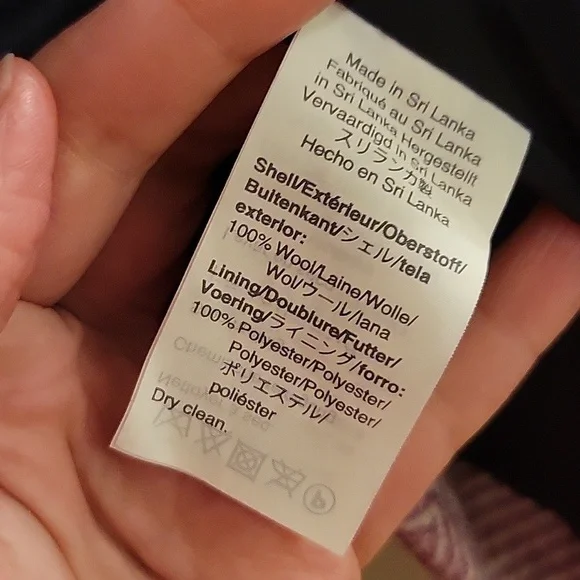 Made in Sri Lanka
Fabriqué au Sri Lanka
in Sri Lanka Hergestellt
Vervaardigd in Sri Lanka
スリランカ製
Hecho en Sri Lanka
Shell/Extérieur/Oberstoff/
Buitenkant/シェル/tela
exterior:
100% Wool/Laine/Wolle/
Wol/ウール/lana
Lining/Doublure/Futter/
Voering/ライニング/forro:
100% Polyester/Polyester/
Polyester/Polyester/
ポリエステル/
poliéster
Dry clean.